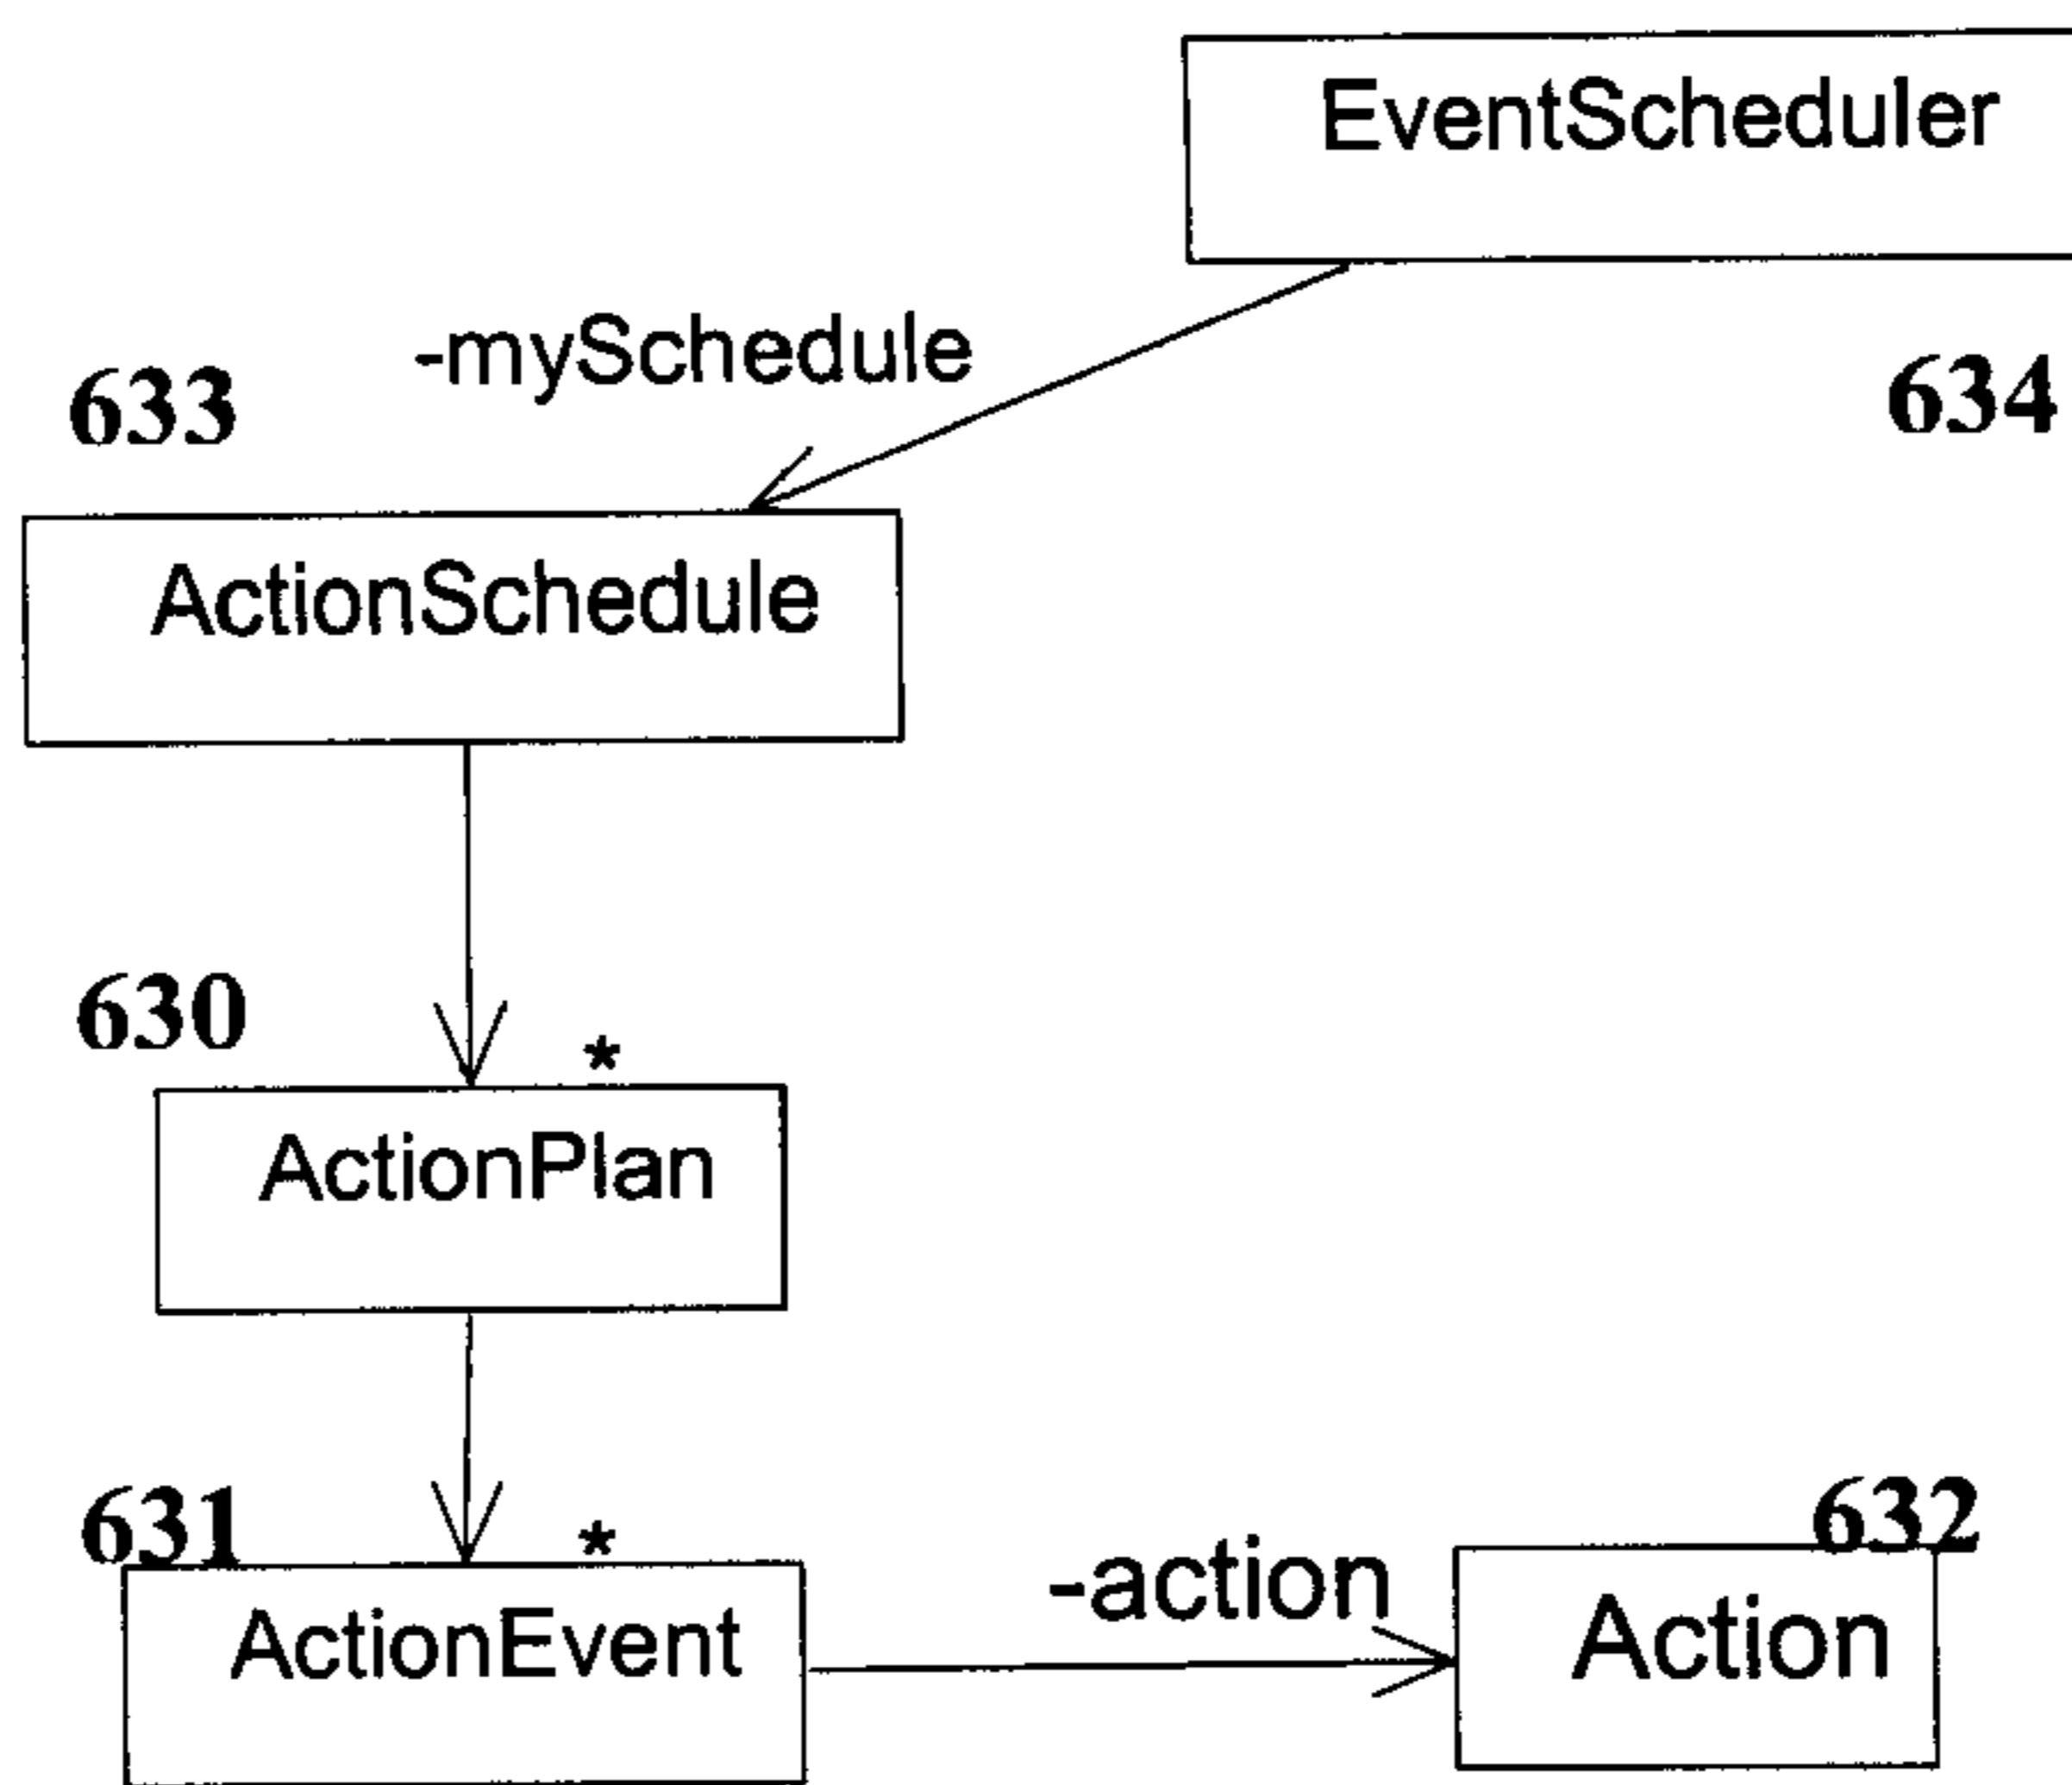 EventScheduler
-mySchedule
633
634
ActionSchedule
630
*
ActionPlan
631
*
632
-action
ActionEvent
Action